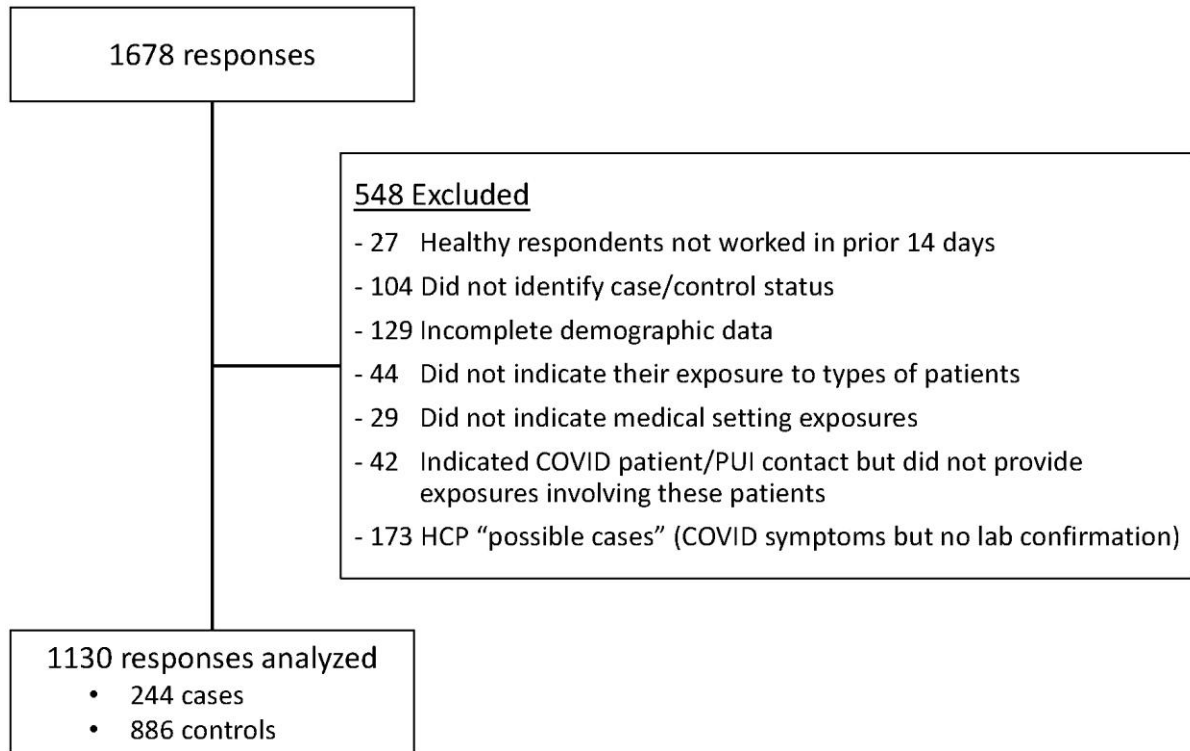 1678 responses
548 Excluded
- 27 Healthy respondents not worked in prior 14 days
- 104 Did not identify case/control status
- 129 Incomplete demographic data
- 44 Did not indicate their exposure to types of patients
- 29 Did not indicate medical setting exposures
- 42 Indicated COVID patient/PUI contact but did not provide
exposures involving these patients
- 173 HCP “possible cases” (COVID symptoms but no lab confirmation)
1130 responses analyzed
• 244 cases
• 886 controls